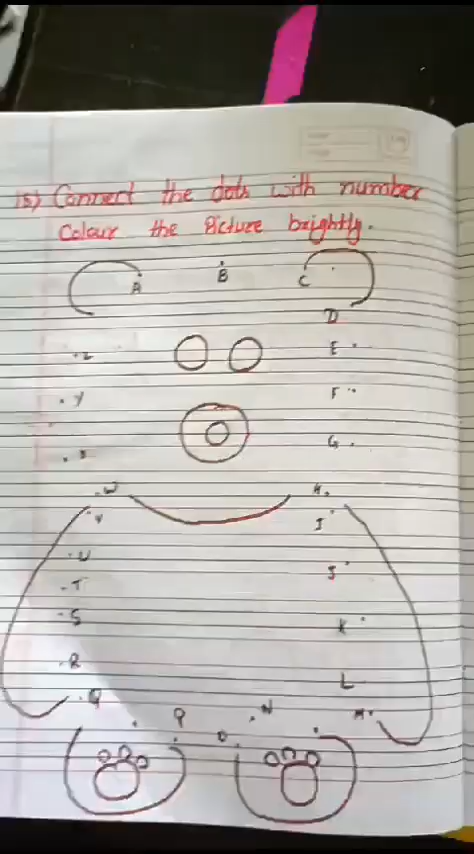 15) Connect the dots with number
Colour the Picture brightly.
A B C
D
Z E
Y F
X G
W H
V I
U J
T
S K
R L
Q P N M
O